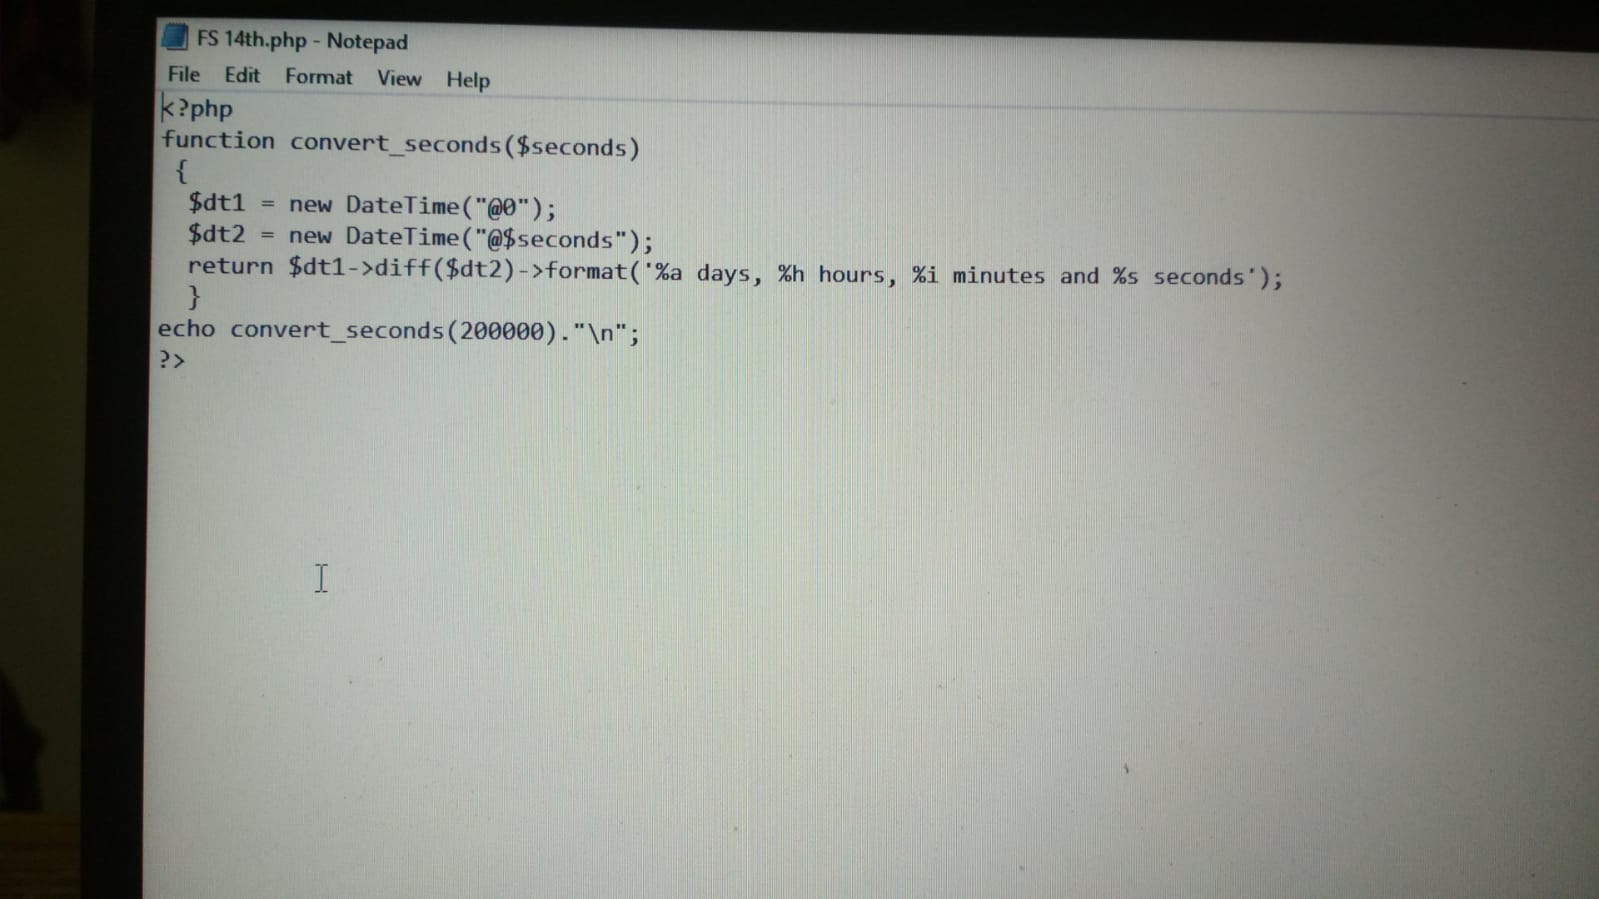 FS 14th.php - Notepad
File Edit Format View Help
<?php
function convert_seconds($seconds)
{
$dt1 = new DateTime("@0");
$dt2 = new DateTime("@$seconds");
return $dt1->diff($dt2)->format('%a days, %h hours, %i minutes and %s seconds');
}
echo convert_seconds(200000)."\n";
?>